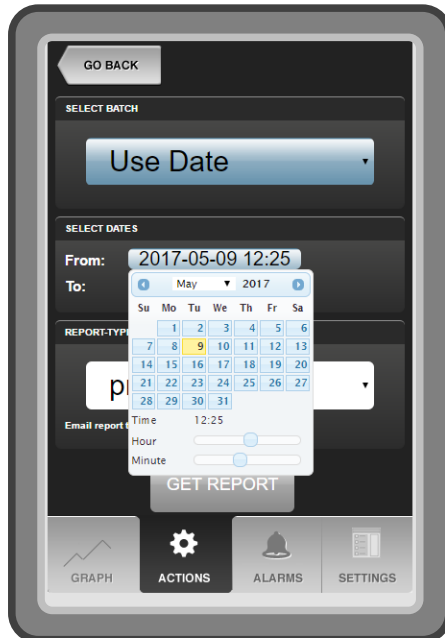 GO BACK
SELECT BATCH
Use Date
SELECT DATES
From: 2017-05-09 12:25
To:
May 2017
Su Mo Tu We Th Fr Sa
1 2 3 4 5 6
7 8 9 10 11 12 13
14 15 16 17 18 19 20
21 22 23 24 25 26 27
28 29 30 31
Time 12:25
Hour
Minute
Email report
GET REPORT
GRAPH ACTIONS ALARMS SETTINGS